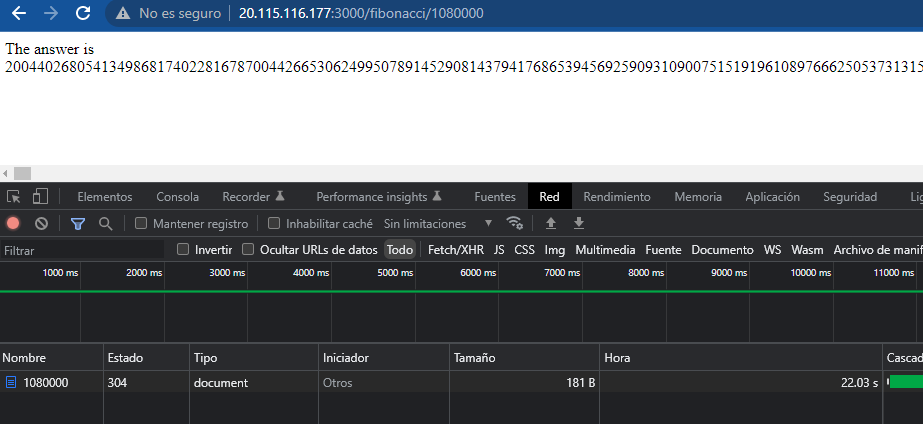 No es seguro 20.115.116.177:3000/fibonacci/1080000
The answer is
2004402680541349868174022816787004426653062499507891452908143794176865394569259093109007515191961089766625053731315
Elementos Consola Recorder Performance insights Fuentes Red Rendimiento Memoria Aplicación Seguridad Lig
Mantener registro Inhabilitar caché Sin limitaciones
Filtrar Invertir Ocultar URLs de datos Todo Fetch/XHR JS CSS Img Multimedia Fuente Documento WS Wasm Archivo de manif
1000 ms 2000 ms 3000 ms 4000 ms 5000 ms 6000 ms 7000 ms 8000 ms 9000 ms 10000 ms 11000 ms
Nombre Estado Tipo Iniciador Tamaño Hora Cascad
1080000 304 document Otros 181 B 22.03 s